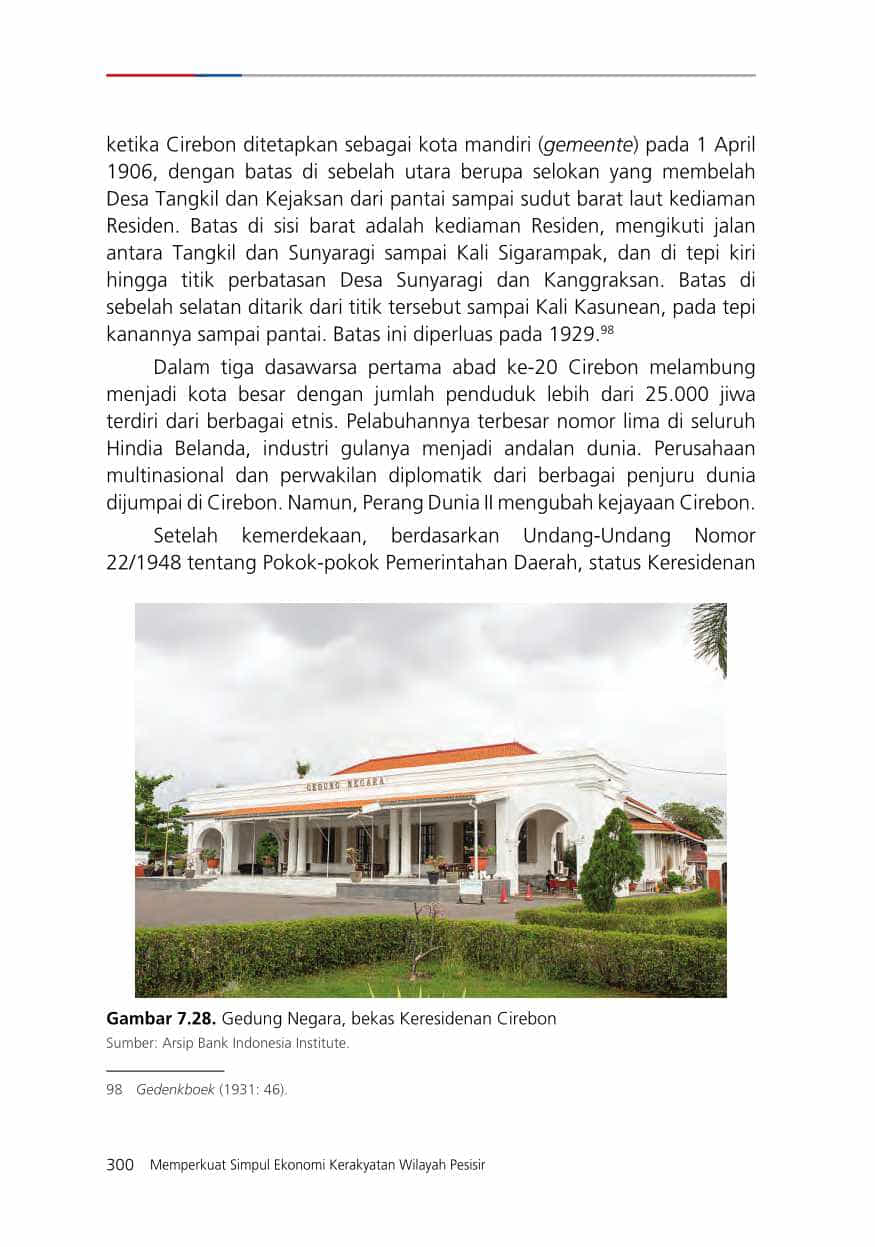 ketika Cirebon ditetapkan sebagai kota mandiri (gemeente) pada 1 April
1906, dengan batas di sebelah utara berupa selokan yang membelah
Desa Tangkil dan Kejaksan dari pantai sampai sudut barat laut kediaman
Residen. Batas di sisi barat adalah kediaman Residen, mengikuti jalan
antara Tangkil dan Sunyaragi sampai Kali Sigarampak, dan di tepi kiri
hingga titik perbatasan Desa Sunyaragi dan Kanggraksan. Batas di
sebelah selatan ditarik dari titik tersebut sampai Kali Kasunean, pada tepi
kanannya sampai pantai. Batas ini diperluas pada 1929.98
Dalam tiga dasawarsa pertama abad ke-20 Cirebon melambung
menjadi kota besar dengan jumlah penduduk lebih dari 25.000 jiwa
terdiri dari berbagai etnis. Pelabuhannya terbesar nomor lima di seluruh
Hindia Belanda, industri gulanya menjadi andalan dunia. Perusahaan
multinasional dan perwakilan diplomatik dari berbagai penjuru dunia
dijumpai di Cirebon. Namun, Perang Dunia II mengubah kejayaan Cirebon.
Setelah kemerdekaan, berdasarkan Undang-Undang Nomor
22/1948 tentang Pokok-pokok Pemerintahan Daerah, status Keresidenan
GEDUNG NEGARA
Gambar 7.28. Gedung Negara, bekas Keresidenan Cirebon
Sumber: Arsip Bank Indonesia Institute.
98 Gedenkboek (1931: 46).
300 Memperkuat Simpul Ekonomi Kerakyatan Wilayah Pesisir